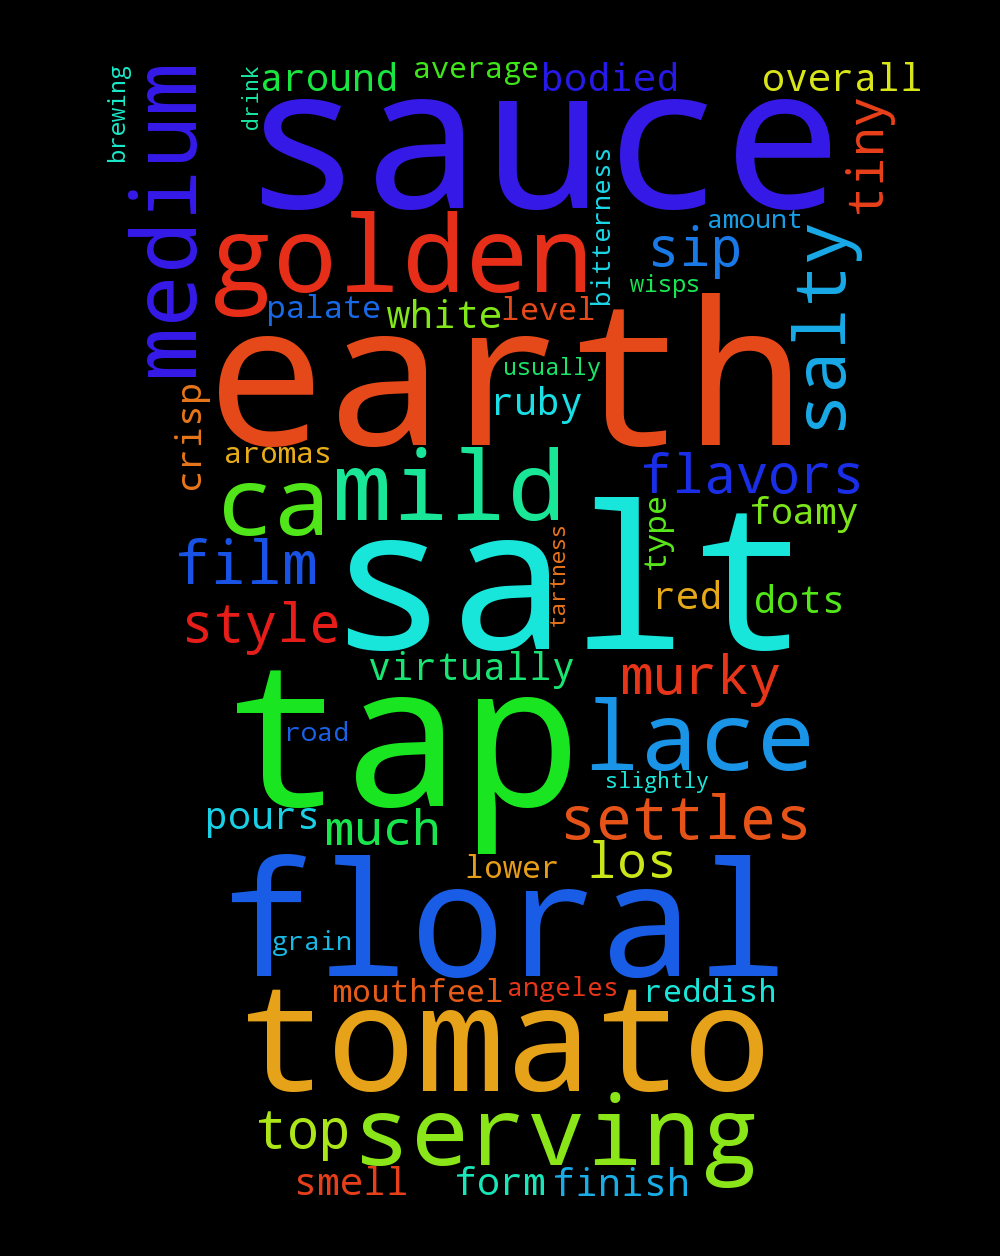 brewing
medium
drink
around
average
bodied
overall
sauce
tiny
bitterness
golden
sip
amount
salty
palate
white
level
wisps
earth
usually
ruby
crisp
aromas
ca
mild
flavors
type
foamy
film
salt
tartness
style
red
dots
virtually
murky
tap
road
lace
slightly
pours
much
settles
los
lower
floral
grain
mouthfeel
angeles
reddish
tomato
top
serving
smell
form
finish